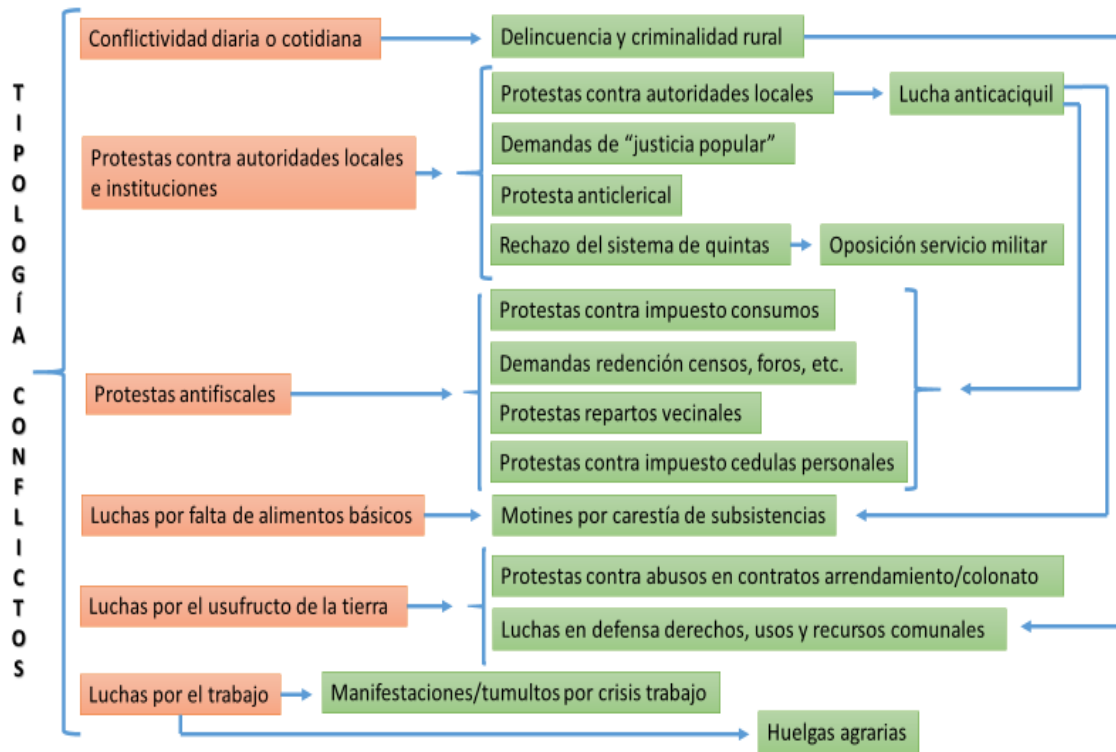 TIPOLOGÍA CONFLICTOS
Conflictividad diaria o cotidiana
Delincuencia y criminalidad rural
Protestas contra autoridades locales
e instituciones
Protestas contra autoridades locales
Lucha anticaciquil
Demandas de “justicia popular”
Protesta anticlerical
Rechazo del sistema de quintas
Oposición servicio militar
Protestas antifiscales
Protestas contra impuesto consumos
Demandas redención censos, foros, etc.
Protestas repartos vecinales
Protestas contra impuesto cedulas personales
Luchas por falta de alimentos básicos
Motines por carestía de subsistencias
Luchas por el usufructo de la tierra
Protestas contra abusos en contratos arrendamiento/colonato
Luchas en defensa derechos, usos y recursos comunales
Luchas por el trabajo
Manifestaciones/tumultos por crisis trabajo
Huelgas agrarias